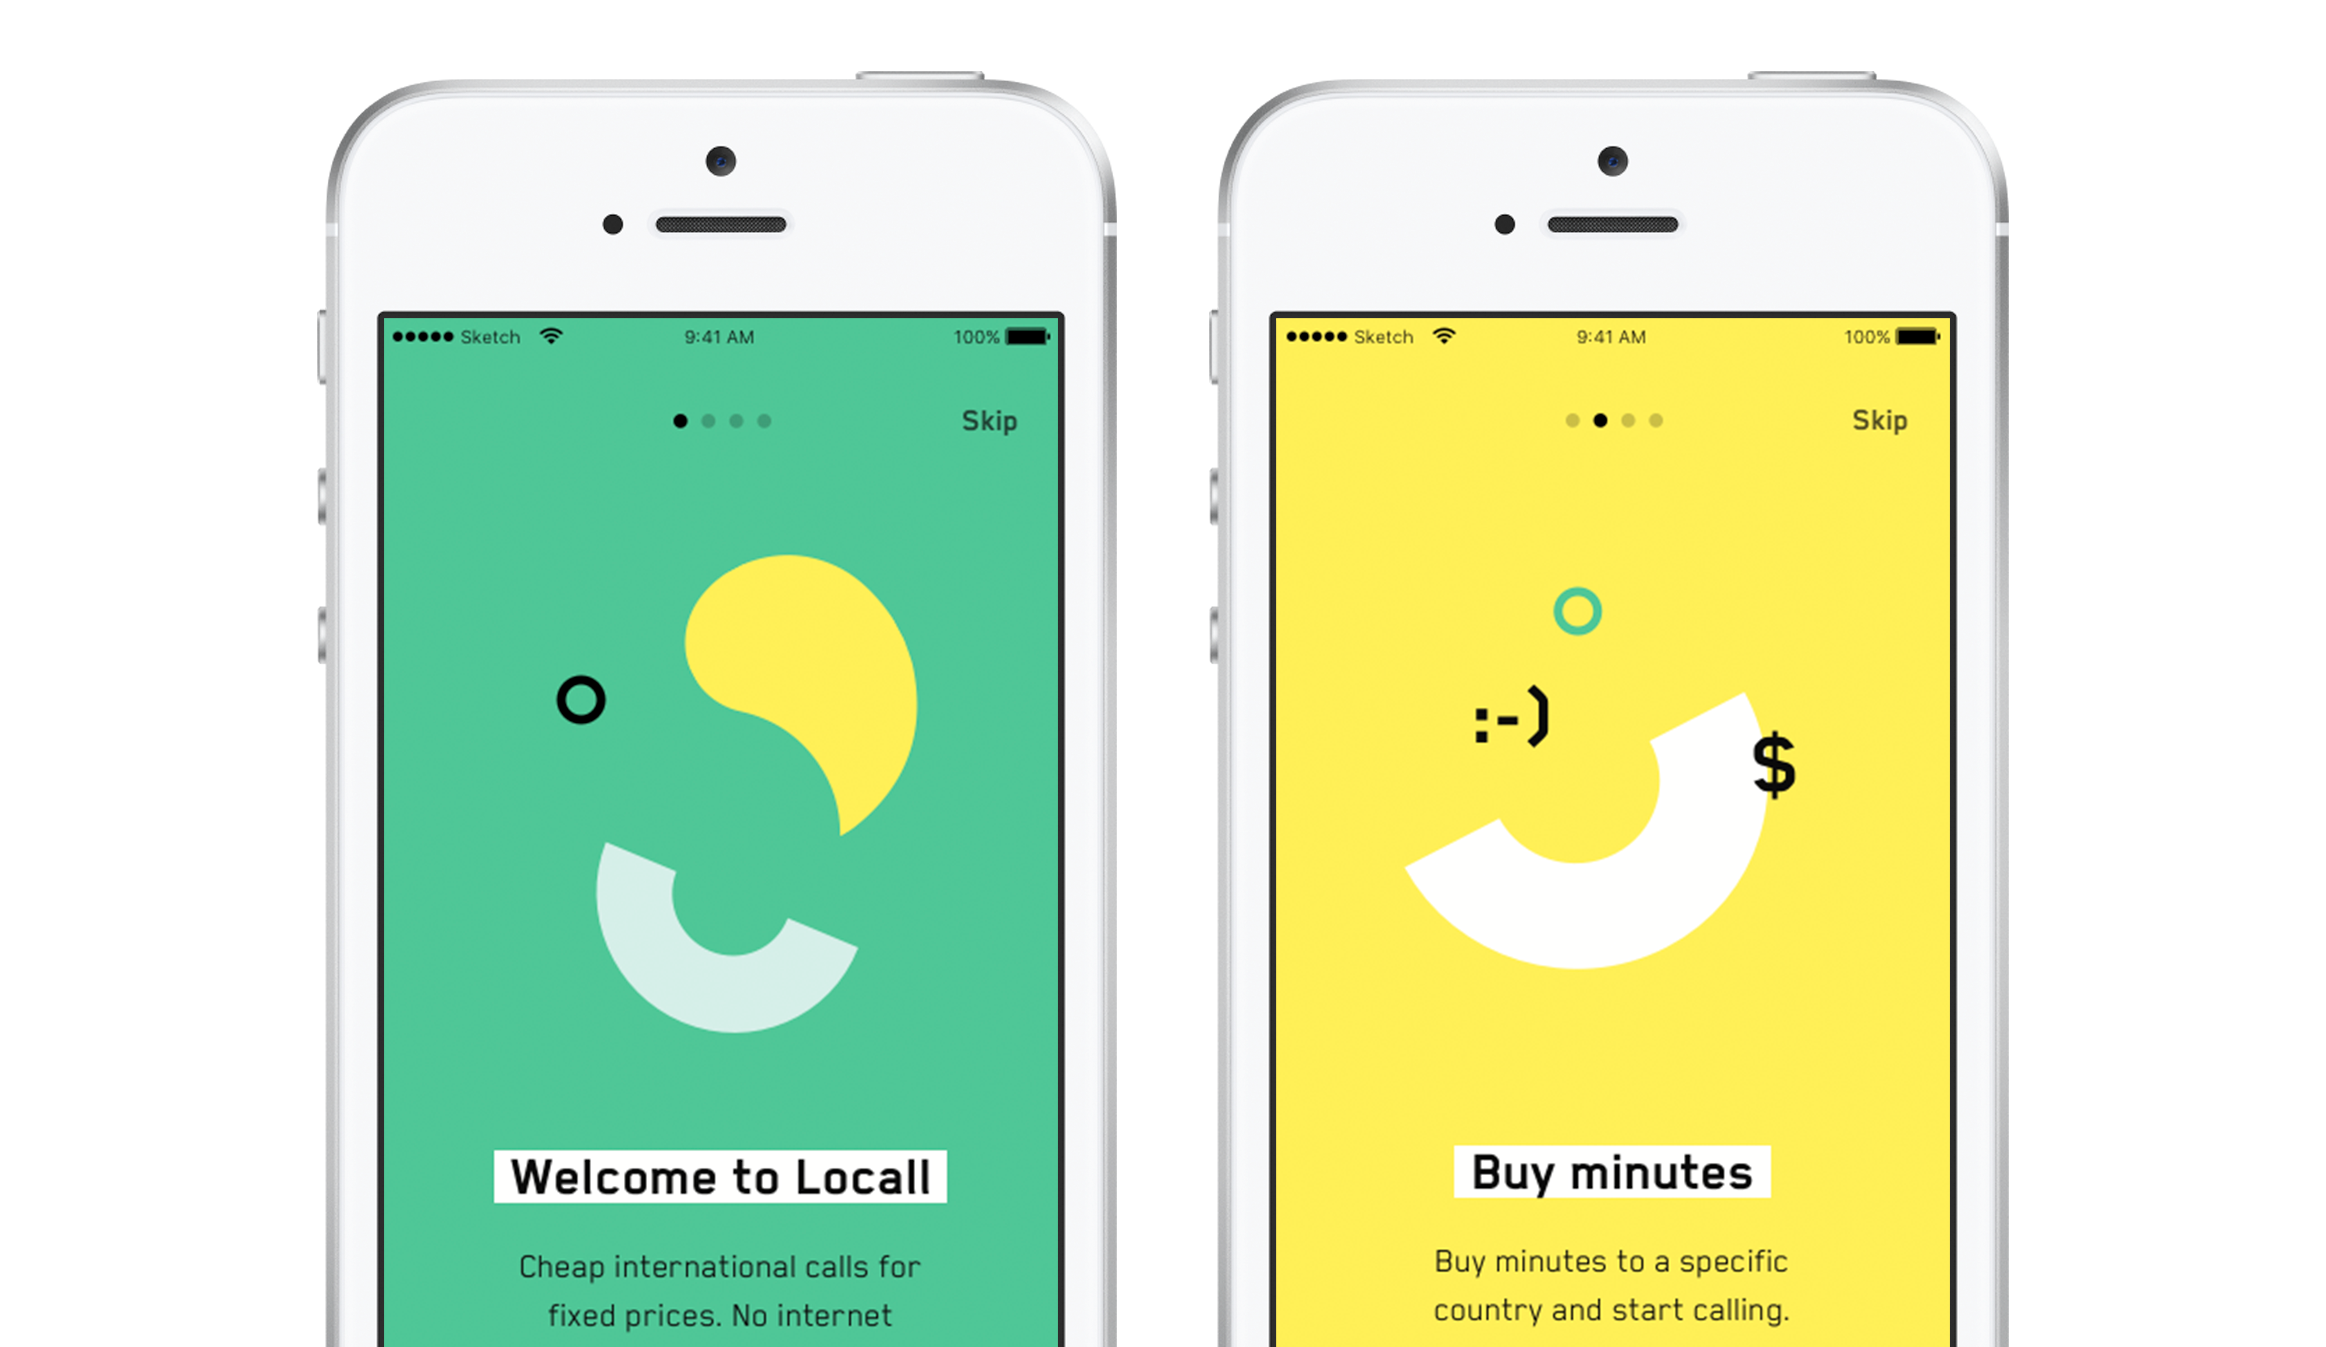 Sketch 9:41 AM 100%
Skip
Welcome to Locall
Cheap international calls for
fixed prices. No internet
Sketch 9:41 AM 100%
Skip
:-)
$
Buy minutes
Buy minutes to a specific
country and start calling.